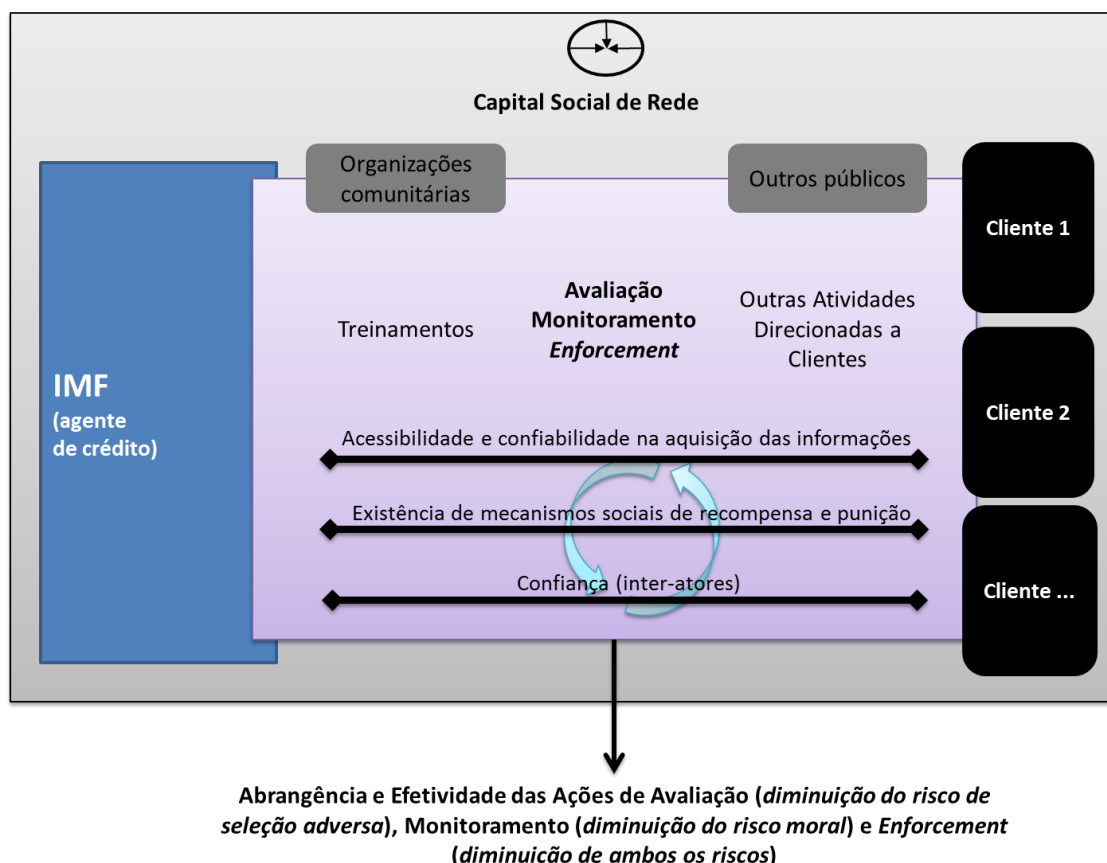 Capital Social de Rede
Organizações
comunitárias
Outros públicos
Cliente 1
Avaliação
Monitoramento
Enforcement
Treinamentos
Outras Atividades
Direcionadas a
Clientes
IMF
(agente
de crédito)
Cliente 2
Acessibilidade e confiabilidade na aquisição das informações
Existência de mecanismos sociais de recompensa e punição
Confiança (inter-atores)
Cliente ...
Abrangência e Efetividade das Ações de Avaliação (diminuição do risco de
seleção adversa), Monitoramento (diminuição do risco moral) e Enforcement
(diminuição de ambos os riscos)